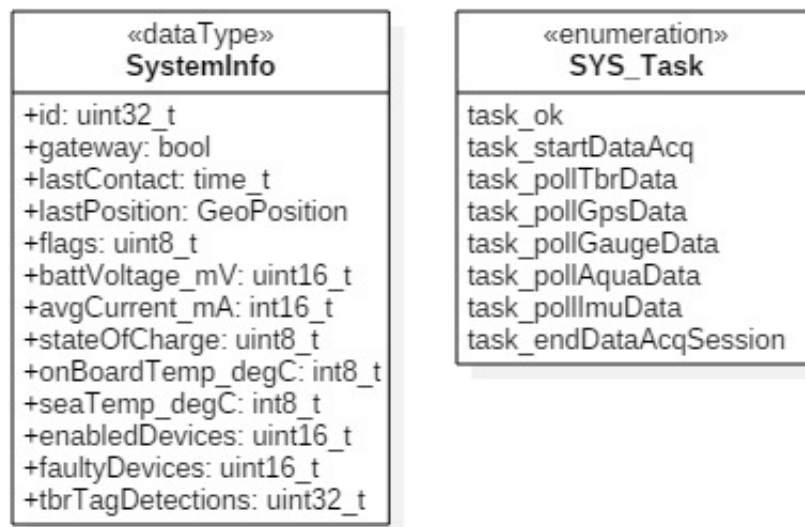 «dataType»
SystemInfo
+id: uint32_t
+gateway: bool
+lastContact: time_t
+lastPosition: GeoPosition
+flags: uint8_t
+battVoltage_mV: uint16_t
+avgCurrent_mA: int16_t
+stateOfCharge: uint8_t
+onBoardTemp_degC: int8_t
+seaTemp_degC: int8_t
+enabledDevices: uint16_t
+faultyDevices: uint16_t
+tbrTagDetections: uint32_t
«enumeration»
SYS_Task
task_ok
task_startDataAcq
task_pollTbrData
task_pollGpsData
task_pollGaugeData
task_pollAquaData
task_pollImuData
task_endDataAcqSession